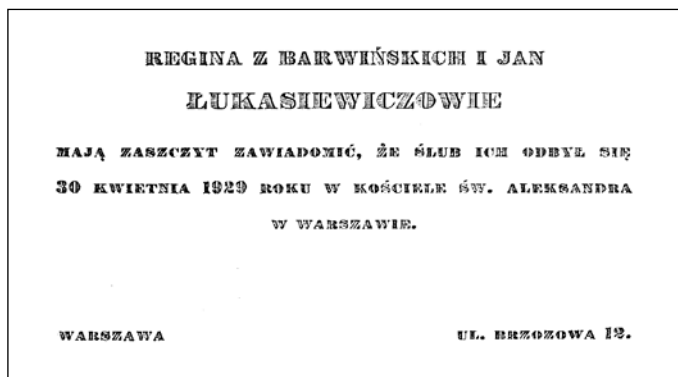 REGINA Z BARWIŃSKICH I JAN
ŁUKASIEWICZOWIE
MAJĄ ZASZCZYT ZAWIADOMIĆ, ŻE ŚLUB ICH ODBYŁ SIĘ
30 KWIETNIA 1929 ROKU W KOŚCIELE ŚW. ALEKSANDRA
W WARSZAWIE.
WARSZAWA UL. BRZOZOWA 12.